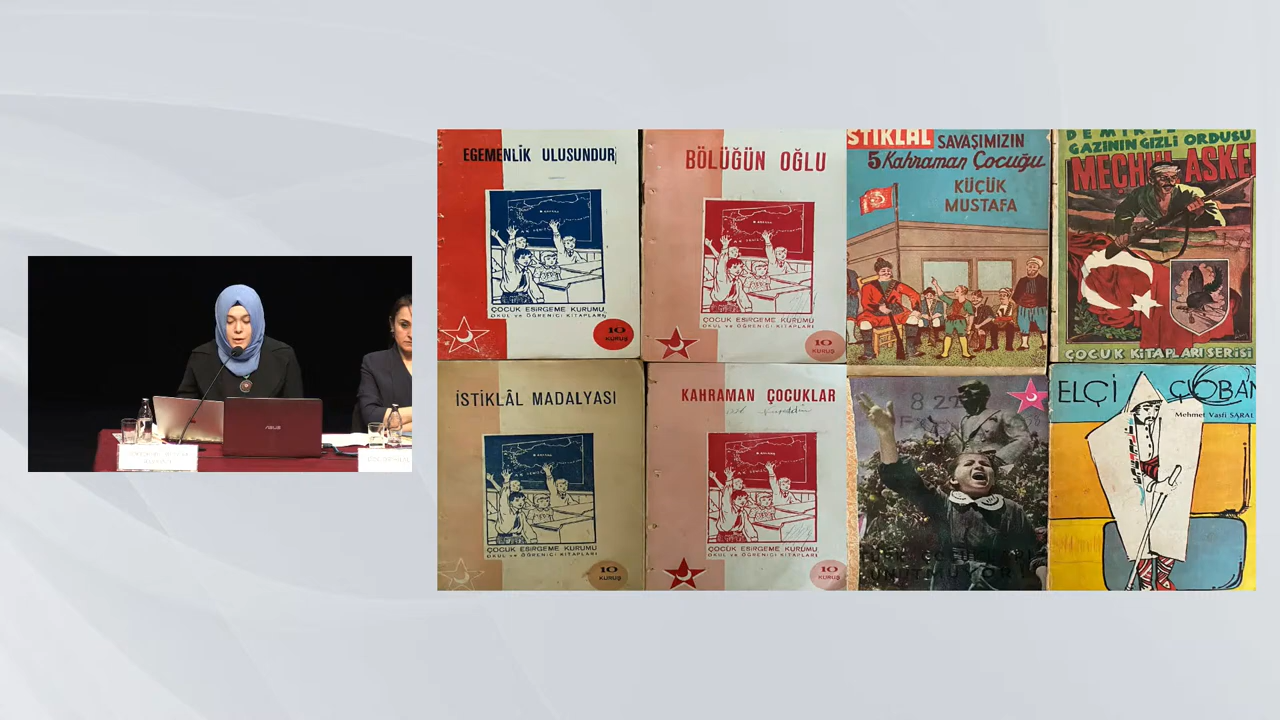 EGEMENLİK ULUSUNDUR
ÇOCUK ESİRGEME KURUMU
OKUL ve ÖĞRENCİ KİTAPLARI
10
KURUŞ
BÖLÜĞÜN OĞLU
ÇOCUK ESİRGEME KURUMU
OKUL ve ÖĞRENCİ KİTAPLARI
10
KURUŞ
STİKLÂL SAVAŞIMIZIN
5 Kahraman Çocuğu
KÜÇÜK
MUSTAFA
GAZİNİN GİZLİ ORDUSU
ÇOCUK KİTAPLARI SERİSİ
İSTİKLÂL MADALYASI
ÇOCUK ESİRGEME KURUMU
OKUL ve ÖĞRENCİ KİTAPLARI
10
KURUŞ
KAHRAMAN ÇOCUKLAR
ÇOCUK ESİRGEME KURUMU
OKUL ve ÖĞRENCİ KİTAPLARI
10
KURUŞ
ELÇİ ÇOBAN
Mehmet Vasfi SARAL
ASUS